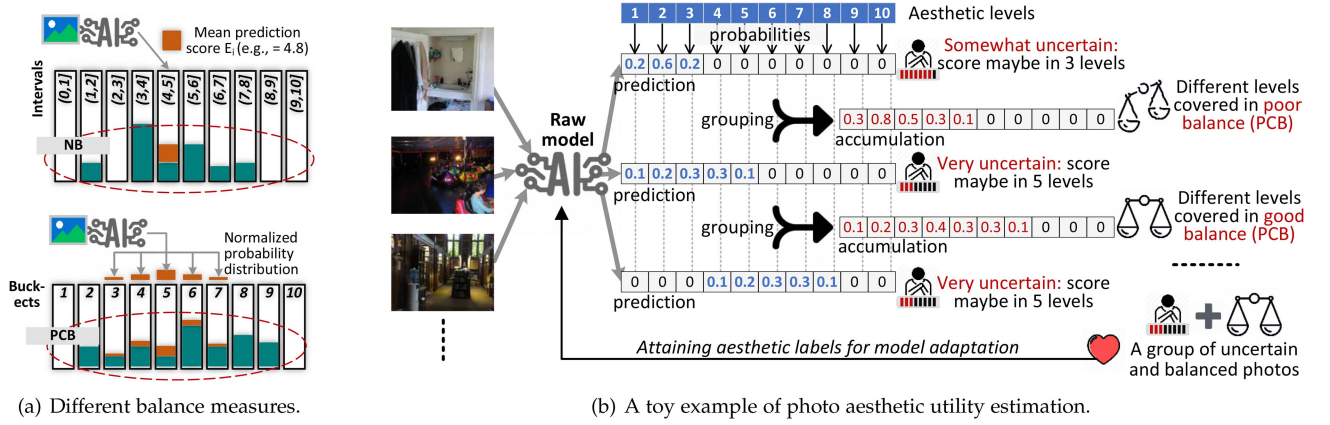 Mean prediction
score Ei (e.g., = 4.8)
AI
Intervals
(0,1] (1,2] (2,3] (3,4] (4,5] (5,6] (6,7] (7,8] (8,9] (9,10]
NB
AI
Normalized
probability
distribution
Buck-
ects
1 2 3 4 5 6 7 8 9 10
PCB
(a) Different balance measures.
1 2 3 4 5 6 7 8 9 10 Aesthetic levels
probabilities
0.2 0.6 0.2 0 0 0 0 0 0 0
prediction
Somewhat uncertain:
score maybe in 3 levels
Raw
model
AI
grouping
0.3 0.8 0.5 0.3 0.1 0 0 0 0 0
accumulation
Different levels
covered in poor
balance (PCB)
0.1 0.2 0.3 0.3 0.1 0 0 0 0 0
prediction
Very uncertain: score
maybe in 5 levels
grouping
0.1 0.2 0.3 0.4 0.3 0.3 0.1 0 0 0
accumulation
Different levels
covered in good
balance (PCB)
0 0 0 0.1 0.2 0.3 0.3 0.1 0 0
prediction
Very uncertain: score
maybe in 5 levels
Attaining aesthetic labels for model adaptation
A group of uncertain
and balanced photos
(b) A toy example of photo aesthetic utility estimation.